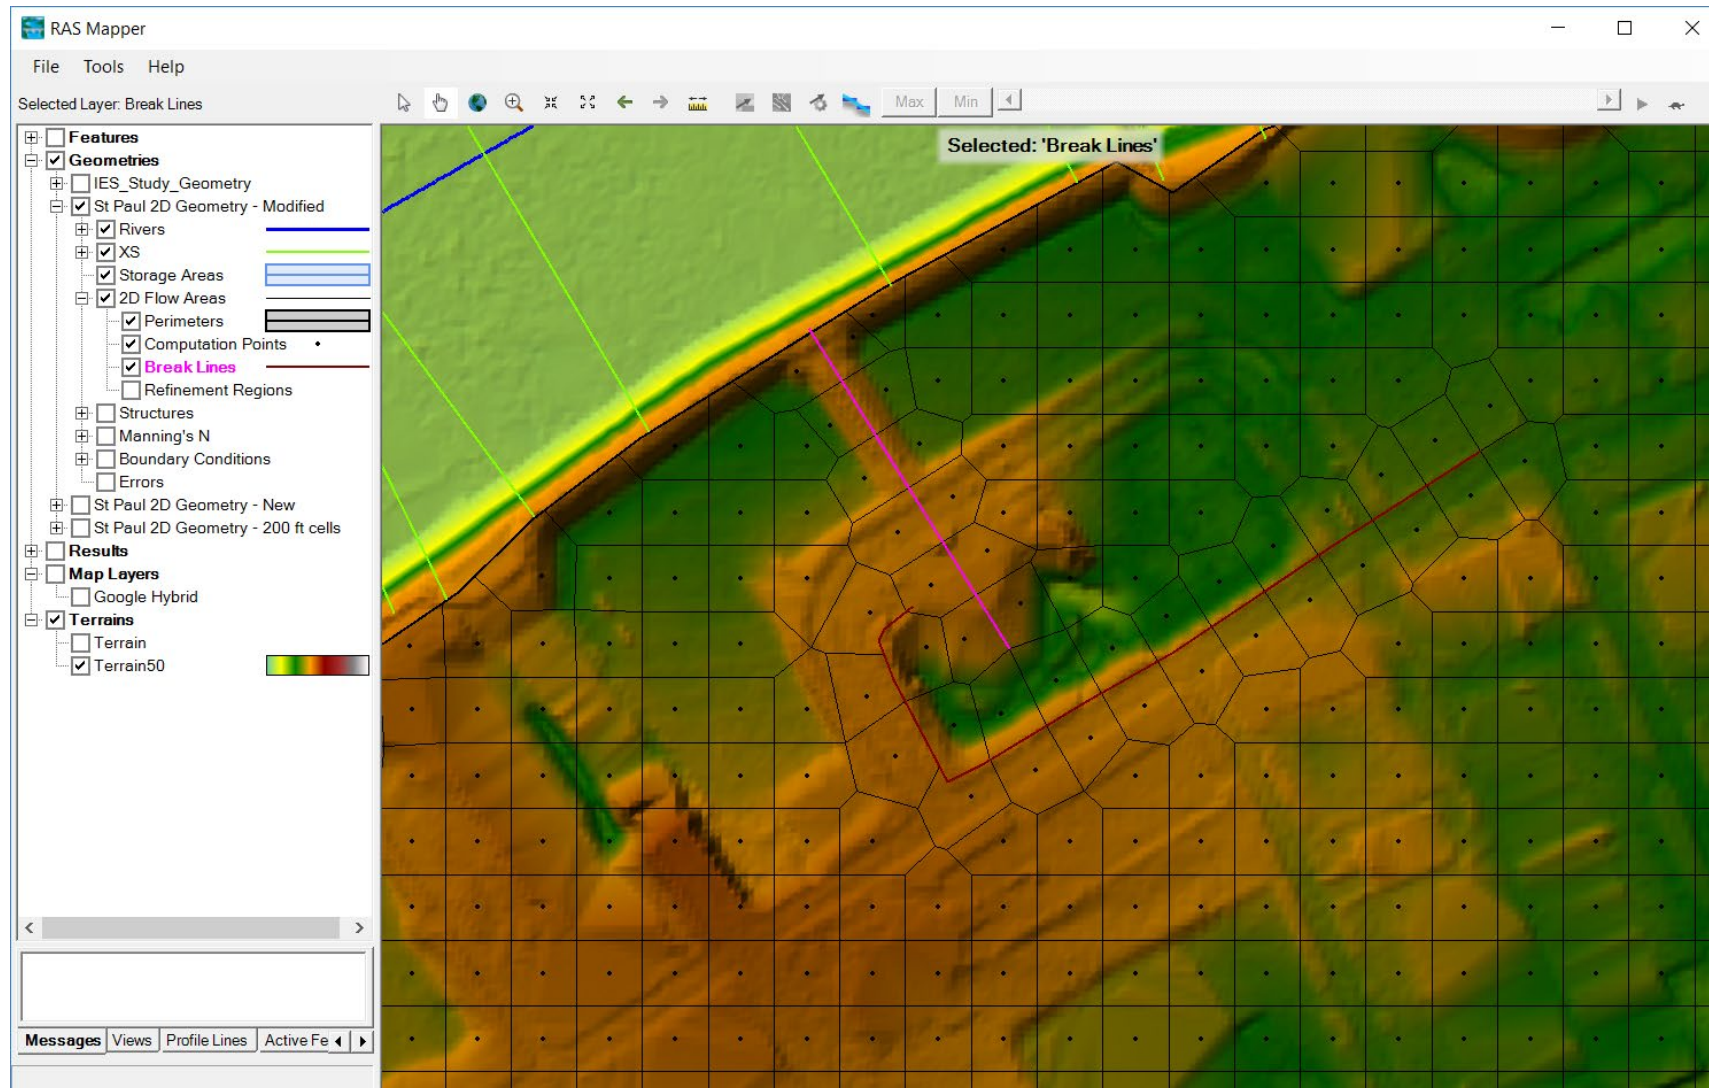 RAS Mapper
File Tools Help
Selected Layer: Break Lines
Max Min
Features
Geometries
IES_Study_Geometry
St Paul 2D Geometry - Modified
Rivers
XS
Storage Areas
2D Flow Areas
Perimeters
Computation Points
Break Lines
Refinement Regions
Structures
Manning's N
Boundary Conditions
Errors
St Paul 2D Geometry - New
St Paul 2D Geometry - 200 ft cells
Results
Map Layers
Google Hybrid
Terrains
Terrain
Terrain50
Messages Views Profile Lines Active Fe
Selected: 'Break Lines'